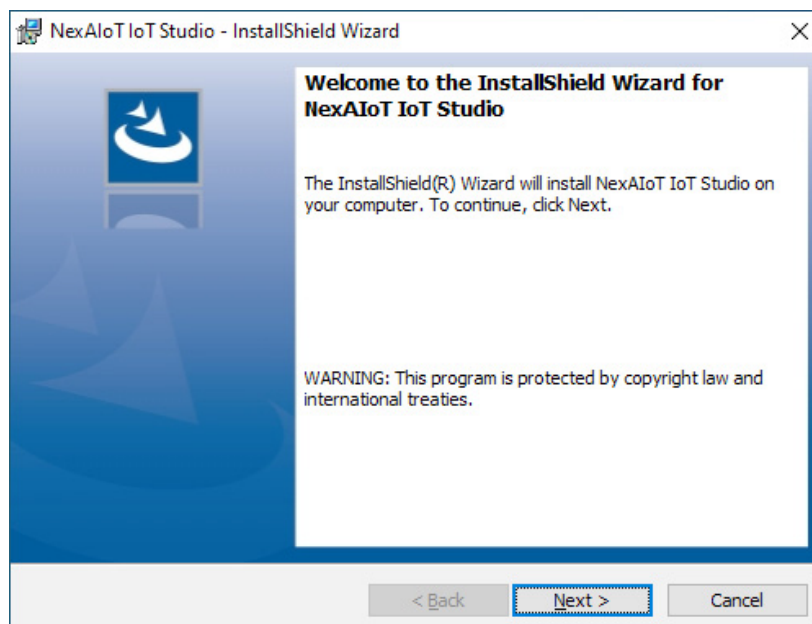 NexAIoT IoT Studio - InstallShield Wizard
Welcome to the InstallShield Wizard for
NexAIoT IoT Studio
The InstallShield(R) Wizard will install NexAIoT IoT Studio on
your computer. To continue, click Next.
WARNING: This program is protected by copyright law and
international treaties.
< Back
Next >
Cancel